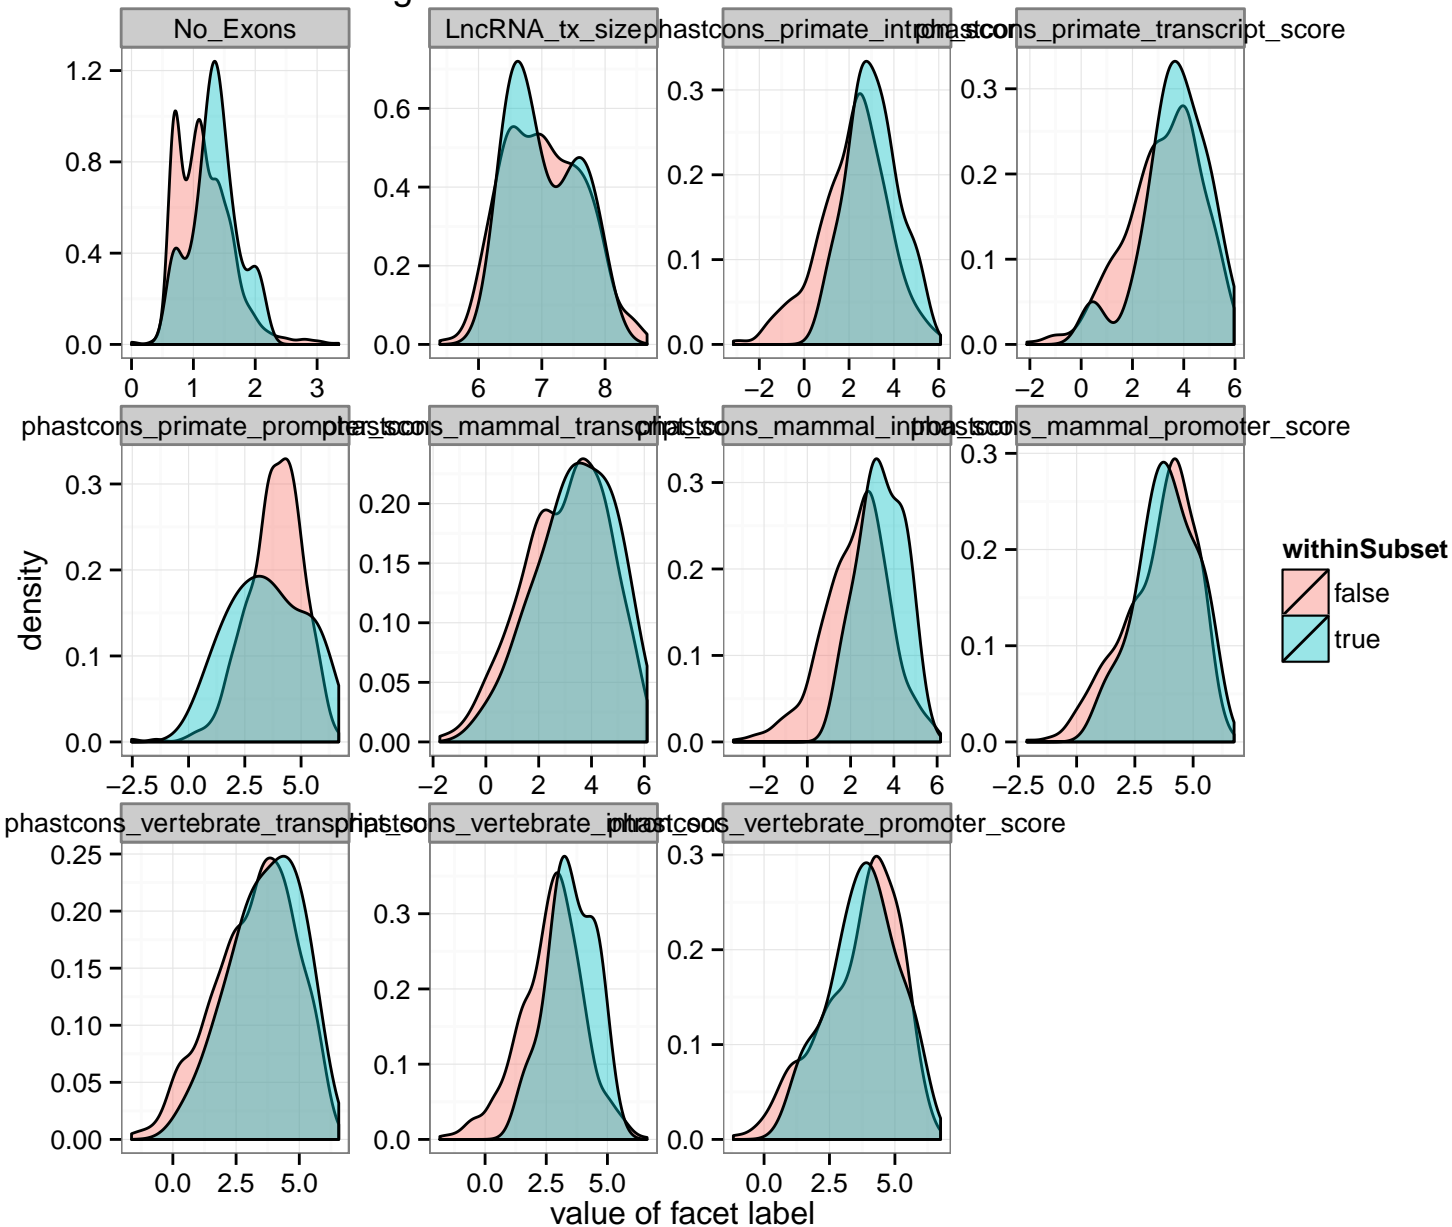 g
No_Exons
LncRNA_tx_size
phastcons_primate_intron_score
phastcons_primate_transcript_score
1.2
0.8
0.4
0.0
0 1 2 3
0.6
0.4
0.2
0.0
6 7 8
0.3
0.2
0.1
0.0
−2 0 2 4 6
0.3
0.2
0.1
0.0
−2 0 2 4 6
phastcons_primate_promoter_score
phastcons_mammal_transcript_score
phastcons_mammal_intron_score
phastcons_mammal_promoter_score
0.3
0.2
0.1
0.0
−2.5 0.0 2.5 5.0
0.20
0.15
0.10
0.05
0.00
−2 0 2 4 6
0.3
0.2
0.1
0.0
−2 0 2 4 6
0.3
0.2
0.1
0.0
−2.5 0.0 2.5 5.0
phastcons_vertebrate_transcript_score
phastcons_vertebrate_intron_score
phastcons_vertebrate_promoter_score
0.25
0.20
0.15
0.10
0.05
0.00
0.0 2.5 5.0
0.3
0.2
0.1
0.0
0.0 2.5 5.0
0.3
0.2
0.1
0.0
0.0 2.5 5.0
density
value of facet label
withinSubset
false
true